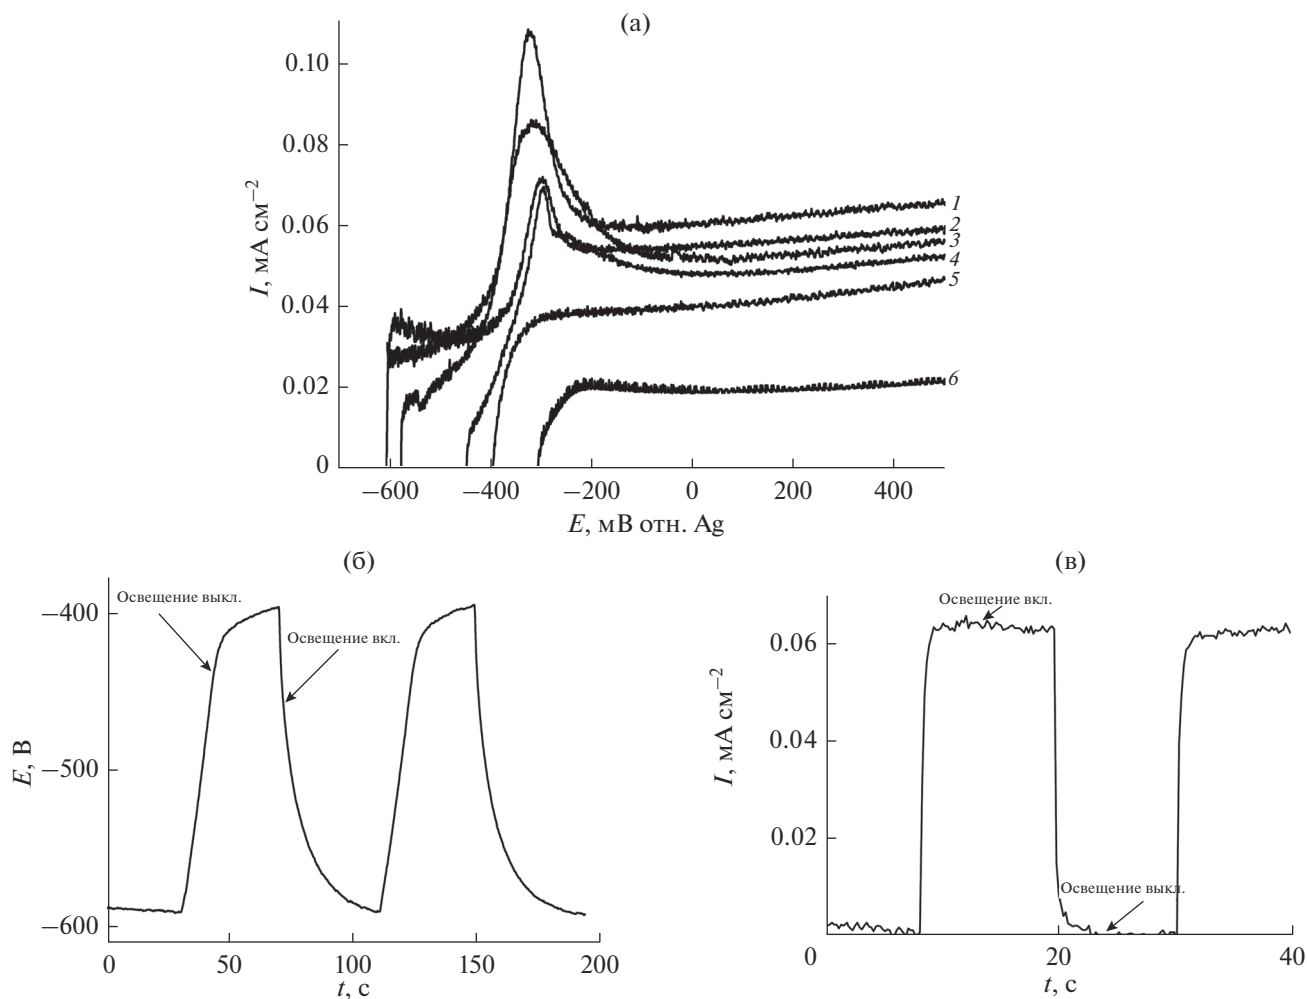 (а)
0.10
0.08
0.06
0.04
0.02
0
I, мА см−2
1
2
3
4
5
6
−600 −400 −200 0 200 400
E, мВ отн. Ag
(б)
Освещение выкл.
Освещение вкл.
−400
−500
−600
E, В
0 50 100 150 200
t, с
(в)
Освещение вкл.
0.06
0.04
0.02
I, мА см−2
Освещение выкл.
0 20 40
t, с